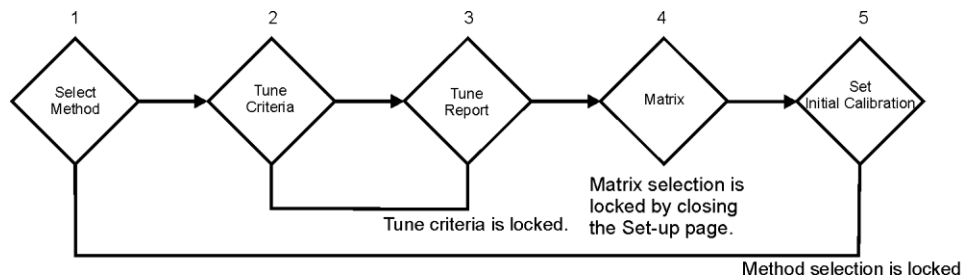 1
2
3
4
5
Select
Method
Tune
Criteria
Tune
Report
Matrix
Set
Initial Calibration
Matrix selection is
locked by closing
the Set-up page.
Tune criteria is locked.
Method selection is locked